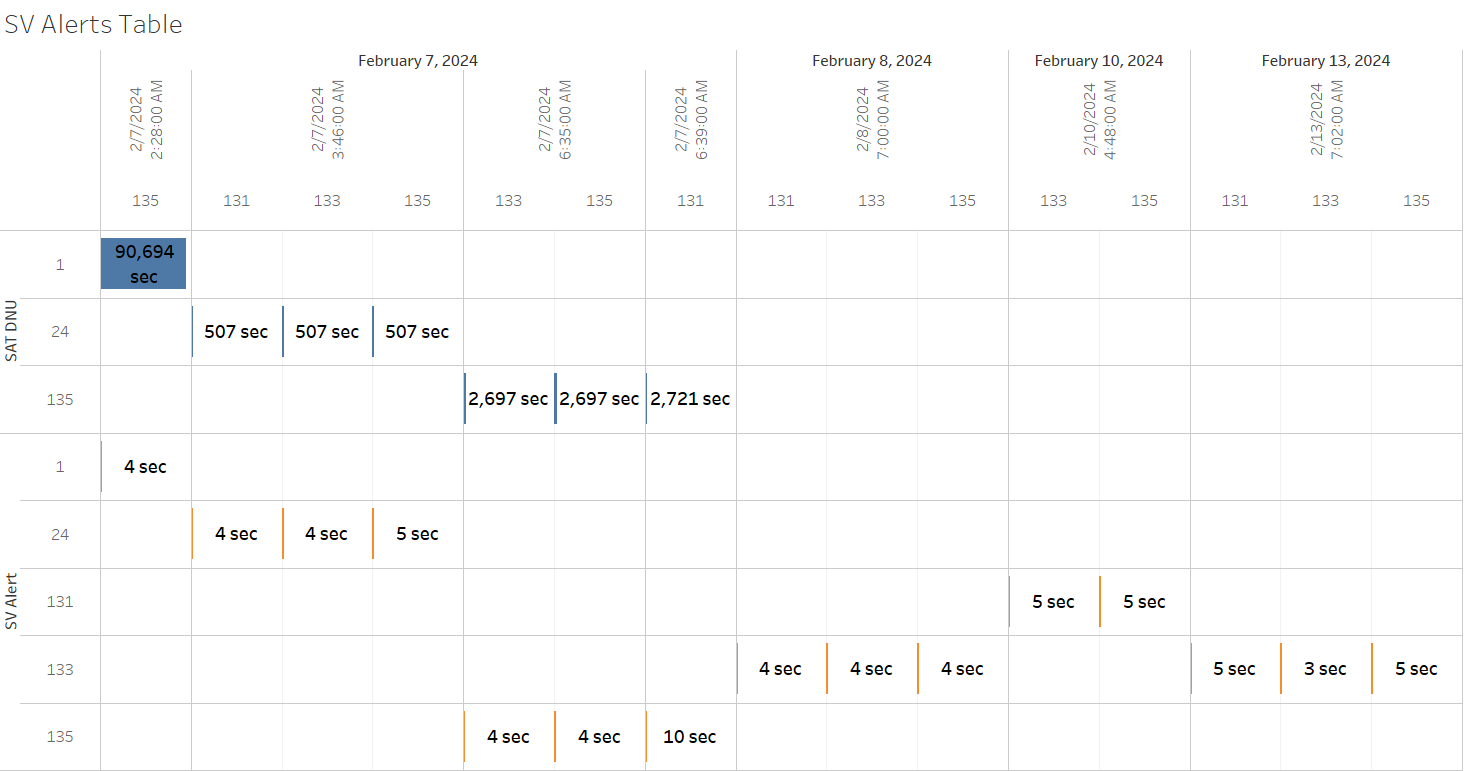 SV Alerts Table
February 7, 2024
February 8, 2024
February 10, 2024
February 13, 2024
2/7/2024
2:28:00 AM
2/7/2024
3:46:00 AM
2/7/2024
6:35:00 AM
2/7/2024
6:39:00 AM
2/8/2024
7:00:00 AM
2/10/2024
4:48:00 AM
2/13/2024
7:02:00 AM
135 131 133 135 133 135 131 131 133 135 133 135 131 133 135
SAT DNU
1 90,694
sec
24 507 sec 507 sec 507 sec
135 2,697 sec 2,697 sec 2,721 sec
SV Alert
1 4 sec
24 4 sec 4 sec 5 sec
131 5 sec 5 sec
133 4 sec 4 sec 4 sec 5 sec 3 sec 5 sec
135 4 sec 4 sec 10 sec